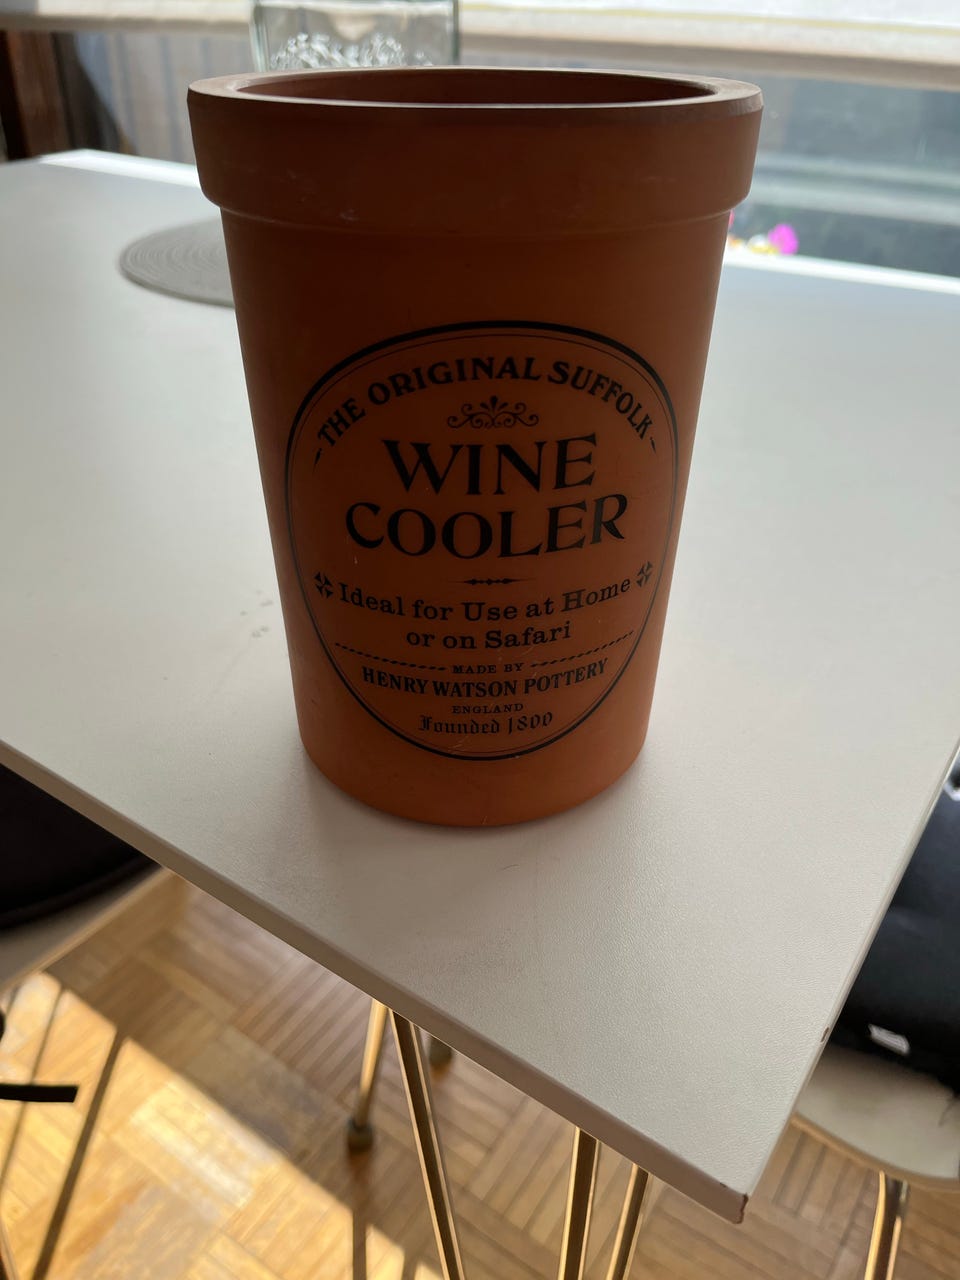 THE ORIGINAL SUFFOLK
WINE
COOLER
Ideal for Use at Home
or on Safari
MADE BY
HENRY WATSON POTTERY
ENGLAND
Founded 1800